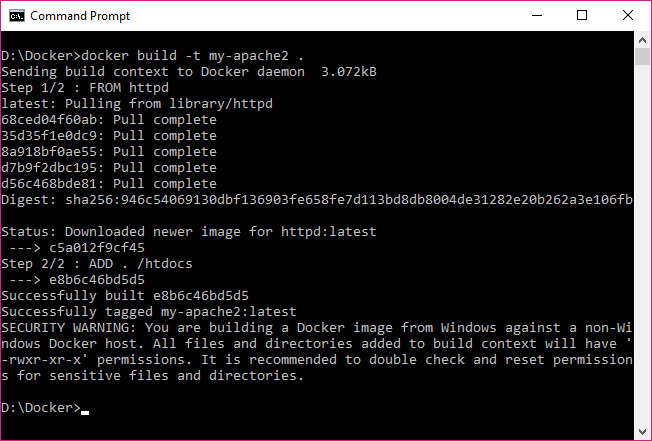 Command Prompt
D:\Docker>docker build -t my-apache2 .
Sending build context to Docker daemon  3.072kB
Step 1/2 : FROM httpd
latest: Pulling from library/httpd
68ced04f60ab: Pull complete
35d35f1e0dc9: Pull complete
8a918bf0ae55: Pull complete
d7b9f2dbc195: Pull complete
d56c468bde81: Pull complete
Digest: sha256:946c54069130dbf136903fe658fe7d113bd8db8004de31282e20b262a3e106fb
Status: Downloaded newer image for httpd:latest
 ---> c5a012f9cf45
Step 2/2 : ADD . /htdocs
 ---> e8b6c46bd5d5
Successfully built e8b6c46bd5d5
Successfully tagged my-apache2:latest
SECURITY WARNING: You are building a Docker image from Windows against a non-Wi
ndows Docker host. All files and directories added to build context will have '
-rwxr-xr-x' permissions. It is recommended to double check and reset permission
s for sensitive files and directories.
D:\Docker>